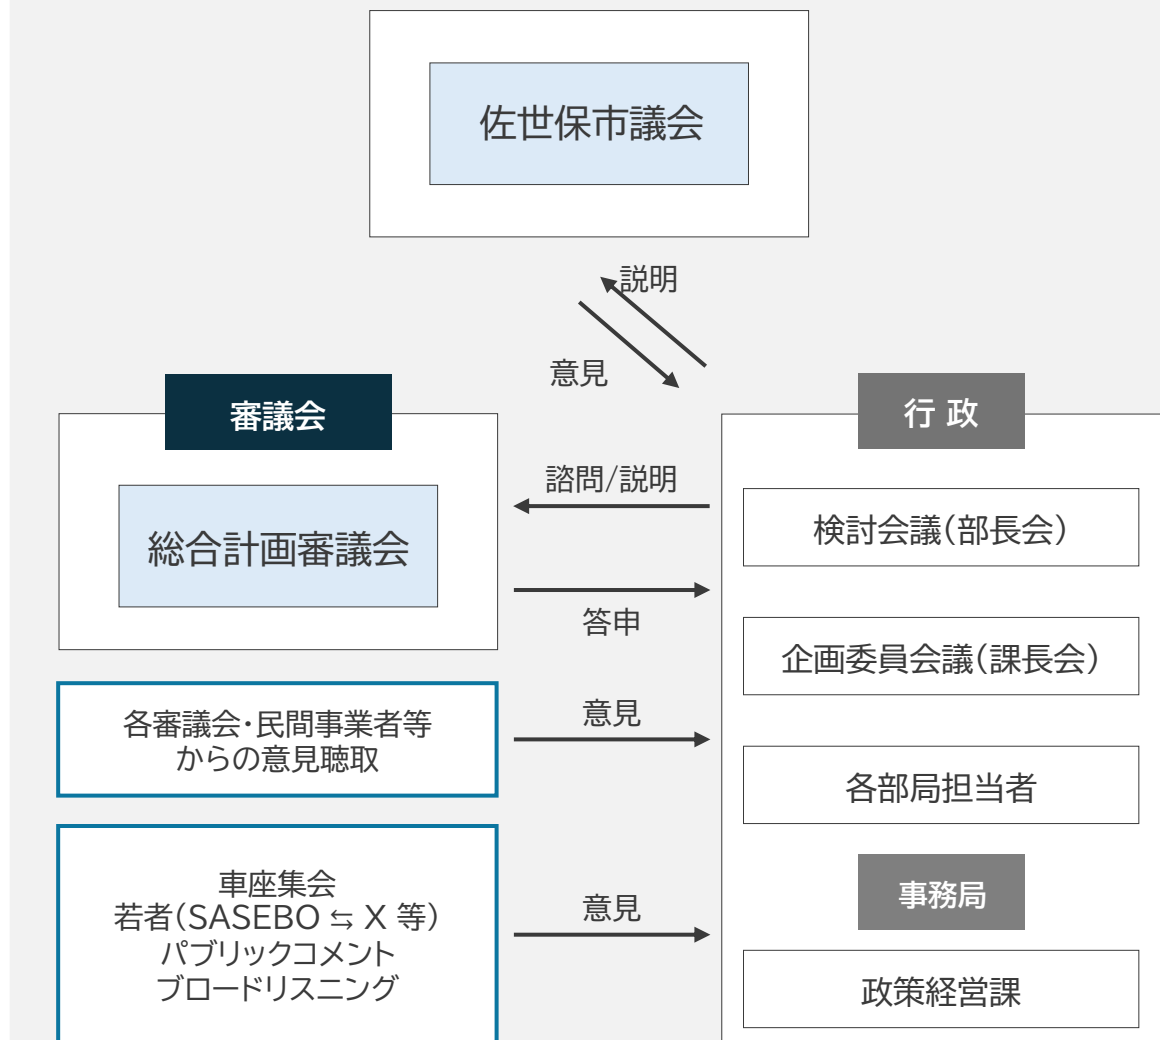 佐世保市議会
説明
意見
審議会
総合計画審議会
諮問/説明
答申
各審議会・民間事業者等
からの意見聴取
意見
車座集会
若者(SASEBO ⇆ X 等)
パブリックコメント
ブロードリスニング
意見
行 政
検討会議(部長会)
企画委員会議(課長会)
各部局担当者
事務局
政策経営課